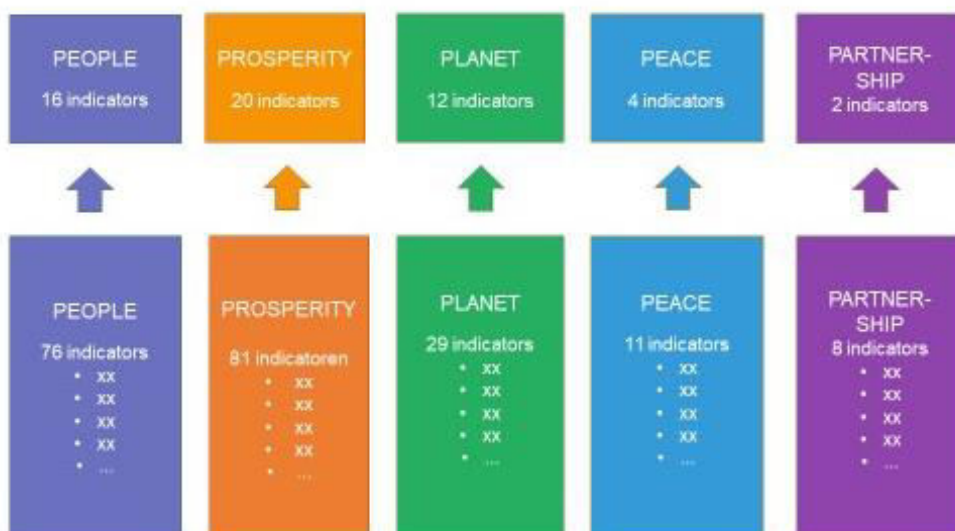 PEOPLE
16 indicators
PROSPERITY
20 indicators
PLANET
12 indicators
PEACE
4 indicators
PARTNER-
SHIP
2 indicators
PEOPLE
76 indicators
• xx
• xx
• xx
• xx
• ...
PROSPERITY
81 indicatoren
• xx
• xx
• xx
• xx
• ...
PLANET
29 indicators
• xx
• xx
• xx
• xx
• ...
PEACE
11 indicators
• xx
• xx
• xx
• xx
• ...
PARTNER-
SHIP
8 indicators
• xx
• xx
• xx
• xx
• ...